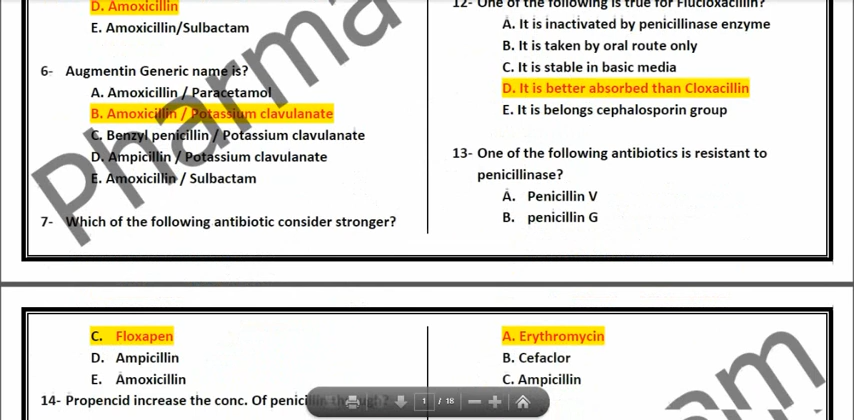 D. Amoxicillin
E. Amoxicillin/Sulbactam
6- Augmentin Generic name is?
A. Amoxicillin / Paracetamol
B. Amoxicillin / Potassium clavulanate
C. Benzyl penicillin / Potassium clavulanate
D. Ampicillin / Potassium clavulanate
E. Amoxicillin / Sulbactam
7- Which of the following antibiotic consider stronger?
12- One of the following is true for Flucloxacillin?
A. It is inactivated by penicillinase enzyme
B. It is taken by oral route only
C. It is stable in basic media
D. It is better absorbed than Cloxacillin
E. It is belongs cephalosporin group
13- One of the following antibiotics is resistant to
penicillinase?
A. Penicillin V
B. penicillin G
Pharma
C. Floxapen
D. Ampicillin
E. Amoxicillin
14- Propencid increase the conc. Of
A. Erythromycin
B. Cefaclor
C. Ampicillin
am
1 / 18